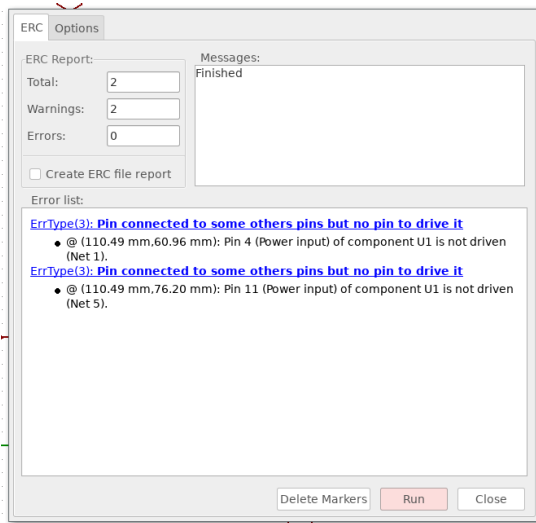 ERC
Options
ERC Report:
Messages:
Total:
2
Finished
Warnings:
2
Errors:
0
Create ERC file report
Error list:
ErrType(3): Pin connected to some others pins but no pin to drive it
@ (110.49 mm,60.96 mm): Pin 4 (Power input) of component U1 is not driven
(Net 1).
ErrType(3): Pin connected to some others pins but no pin to drive it
@ (110.49 mm,76.20 mm): Pin 11 (Power input) of component U1 is not driven
(Net 5).
Delete Markers
Run
Close